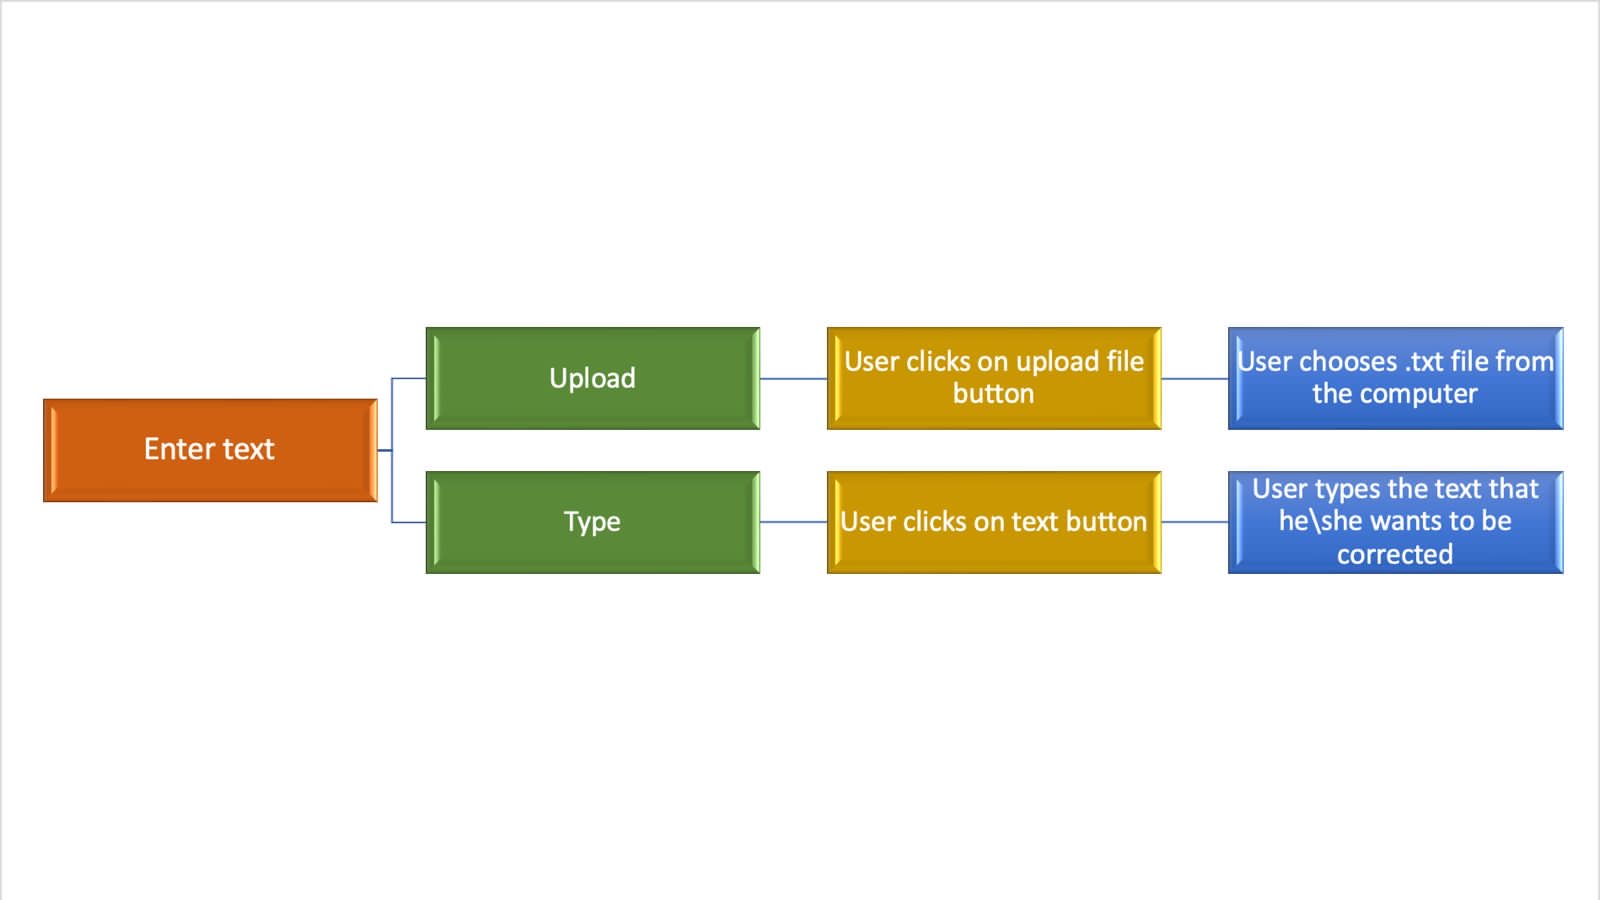 Enter text
Upload
User clicks on upload file
button
User chooses .txt file from
the computer
Type
User clicks on text button
User types the text that
he\she wants to be
corrected